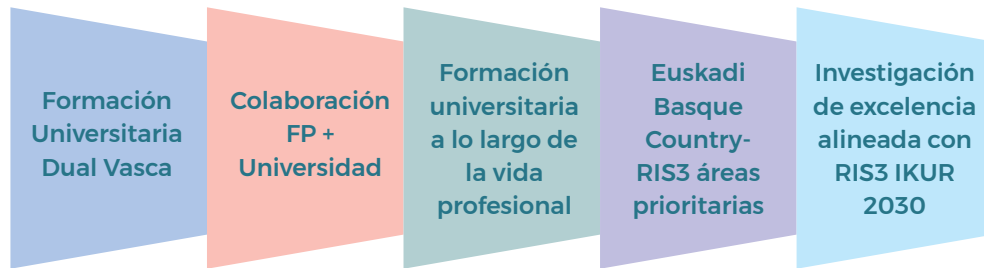 Formación
Universitaria
Dual Vasca
Colaboración
FP +
Universidad
Formación
universitaria
a lo largo de
la vida
profesional
Euskadi
Basque
Country-
RIS3 áreas
prioritarias
Investigación
de excelencia
alineada con
RIS3 IKUR
2030